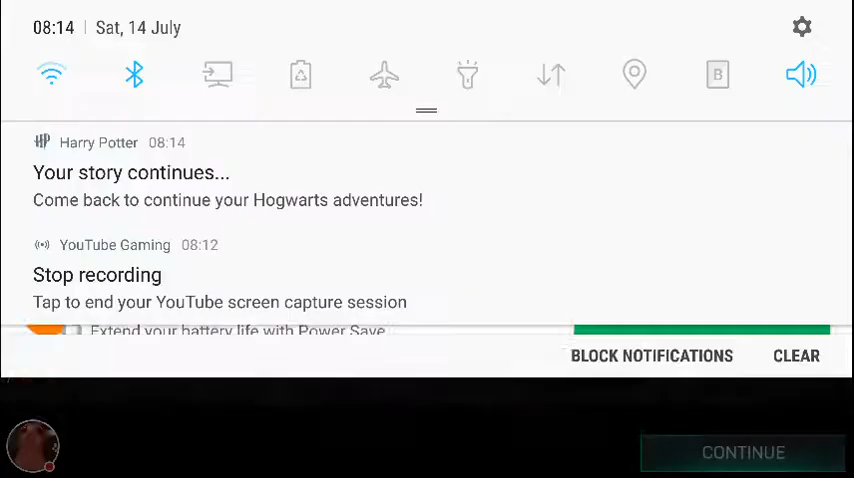 08:14 Sat, 14 July
B
HP Harry Potter 08:14
Your story continues...
Come back to continue your Hogwarts adventures!
YouTube Gaming 08:12
Stop recording
Tap to end your YouTube screen capture session
Extend your battery life with Power Save
BLOCK NOTIFICATIONS CLEAR
CONTINUE